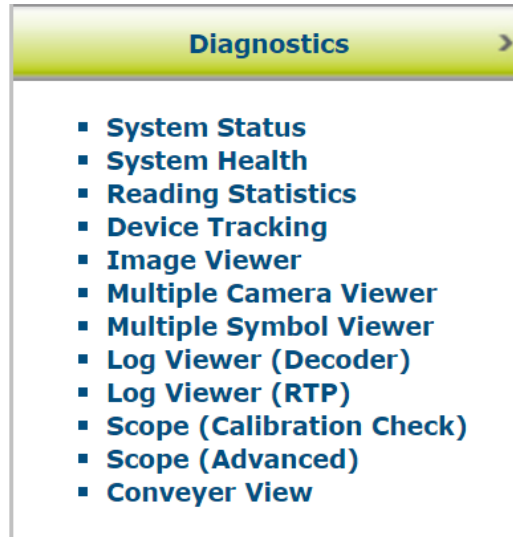 Diagnostics
System Status
System Health
Reading Statistics
Device Tracking
Image Viewer
Multiple Camera Viewer
Multiple Symbol Viewer
Log Viewer (Decoder)
Log Viewer (RTP)
Scope (Calibration Check)
Scope (Advanced)
Conveyer View